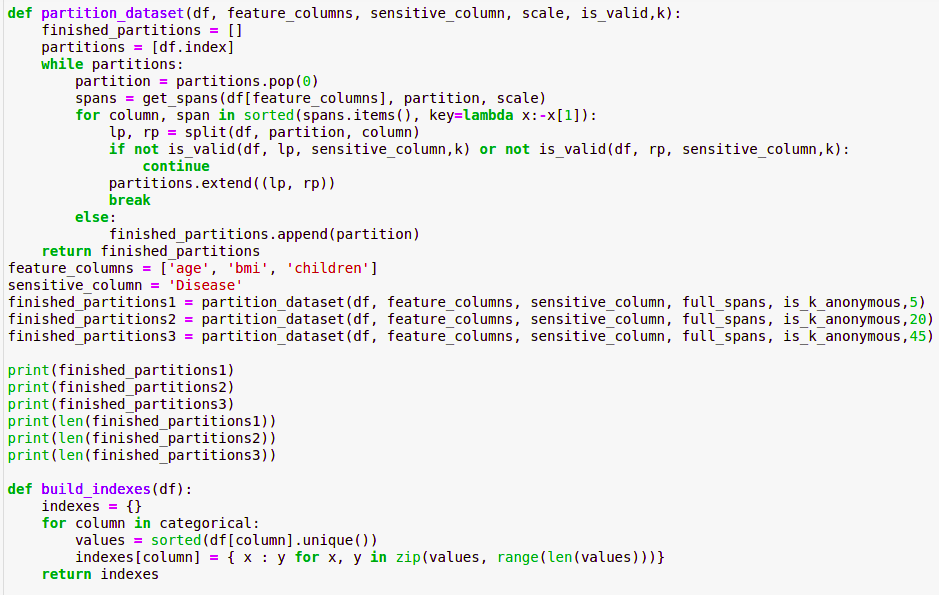 def partition_dataset(df, feature_columns, sensitive_column, scale, is_valid,k):
    finished_partitions = []
    partitions = [df.index]
    while partitions:
        partition = partitions.pop(0)
        spans = get_spans(df[feature_columns], partition, scale)
        for column, span in sorted(spans.items(), key=lambda x:-x[1]):
            lp, rp = split(df, partition, column)
            if not is_valid(df, lp, sensitive_column,k) or not is_valid(df, rp, sensitive_column,k):
                continue
            partitions.extend((lp, rp))
            break
        else:
            finished_partitions.append(partition)
    return finished_partitions
feature_columns = ['age', 'bmi', 'children']
sensitive_column = 'Disease'
finished_partitions1 = partition_dataset(df, feature_columns, sensitive_column, full_spans, is_k_anonymous,5)
finished_partitions2 = partition_dataset(df, feature_columns, sensitive_column, full_spans, is_k_anonymous,20)
finished_partitions3 = partition_dataset(df, feature_columns, sensitive_column, full_spans, is_k_anonymous,45)

print(finished_partitions1)
print(finished_partitions2)
print(finished_partitions3)
print(len(finished_partitions1))
print(len(finished_partitions2))
print(len(finished_partitions3))

def build_indexes(df):
    indexes = {}
    for column in categorical:
        values = sorted(df[column].unique())
        indexes[column] = { x : y for x, y in zip(values, range(len(values)))}
    return indexes